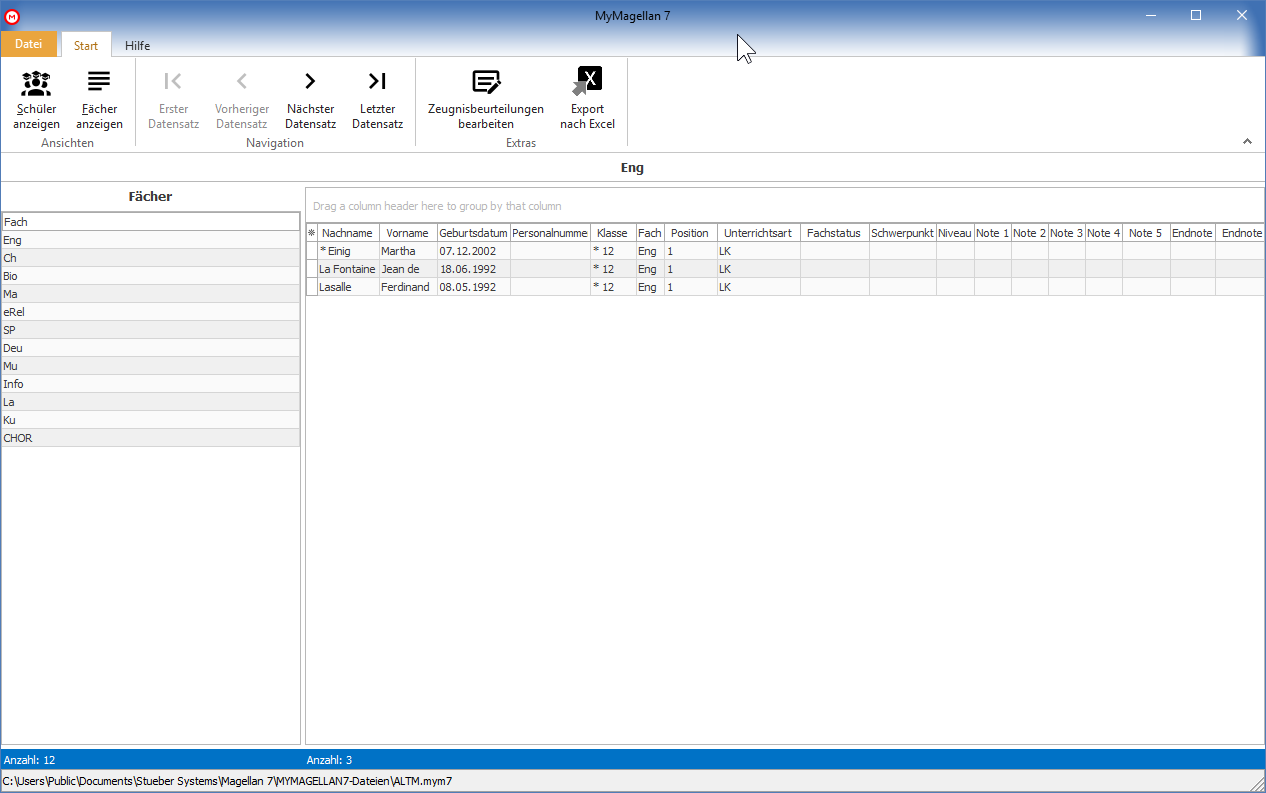 MyMagellan 7
Datei Start Hilfe
Schüler anzeigen
Fächer anzeigen
Ansichten
Erster Datensatz
Vorheriger Datensatz
Nächster Datensatz
Letzter Datensatz
Navigation
Zeugnisbeurteilungen bearbeiten
Export nach Excel
Extras
Eng
Fächer
Fach
Eng
Ch
Bio
Ma
eRel
SP
Deu
Mu
Info
La
Ku
CHOR
Drag a column header here to group by that column
Nachname Vorname Geburtsdatum Personalnumme Klasse Fach Position Unterrichtsart Fachstatus Schwerpunkt Niveau Note 1 Note 2 Note 3 Note 4 Note 5 Endnote Endnote
* Einig Martha 07.12.2002 * 12 Eng 1 LK
La Fontaine Jean de 18.06.1992 * 12 Eng 1 LK
Lasalle Ferdinand 08.05.1992 * 12 Eng 1 LK
Anzahl: 12 Anzahl: 3
C:\Users\Public\Documents\Stueber Systems\Magellan 7\MYMAGELLAN7-Dateien\ALTM.mym7